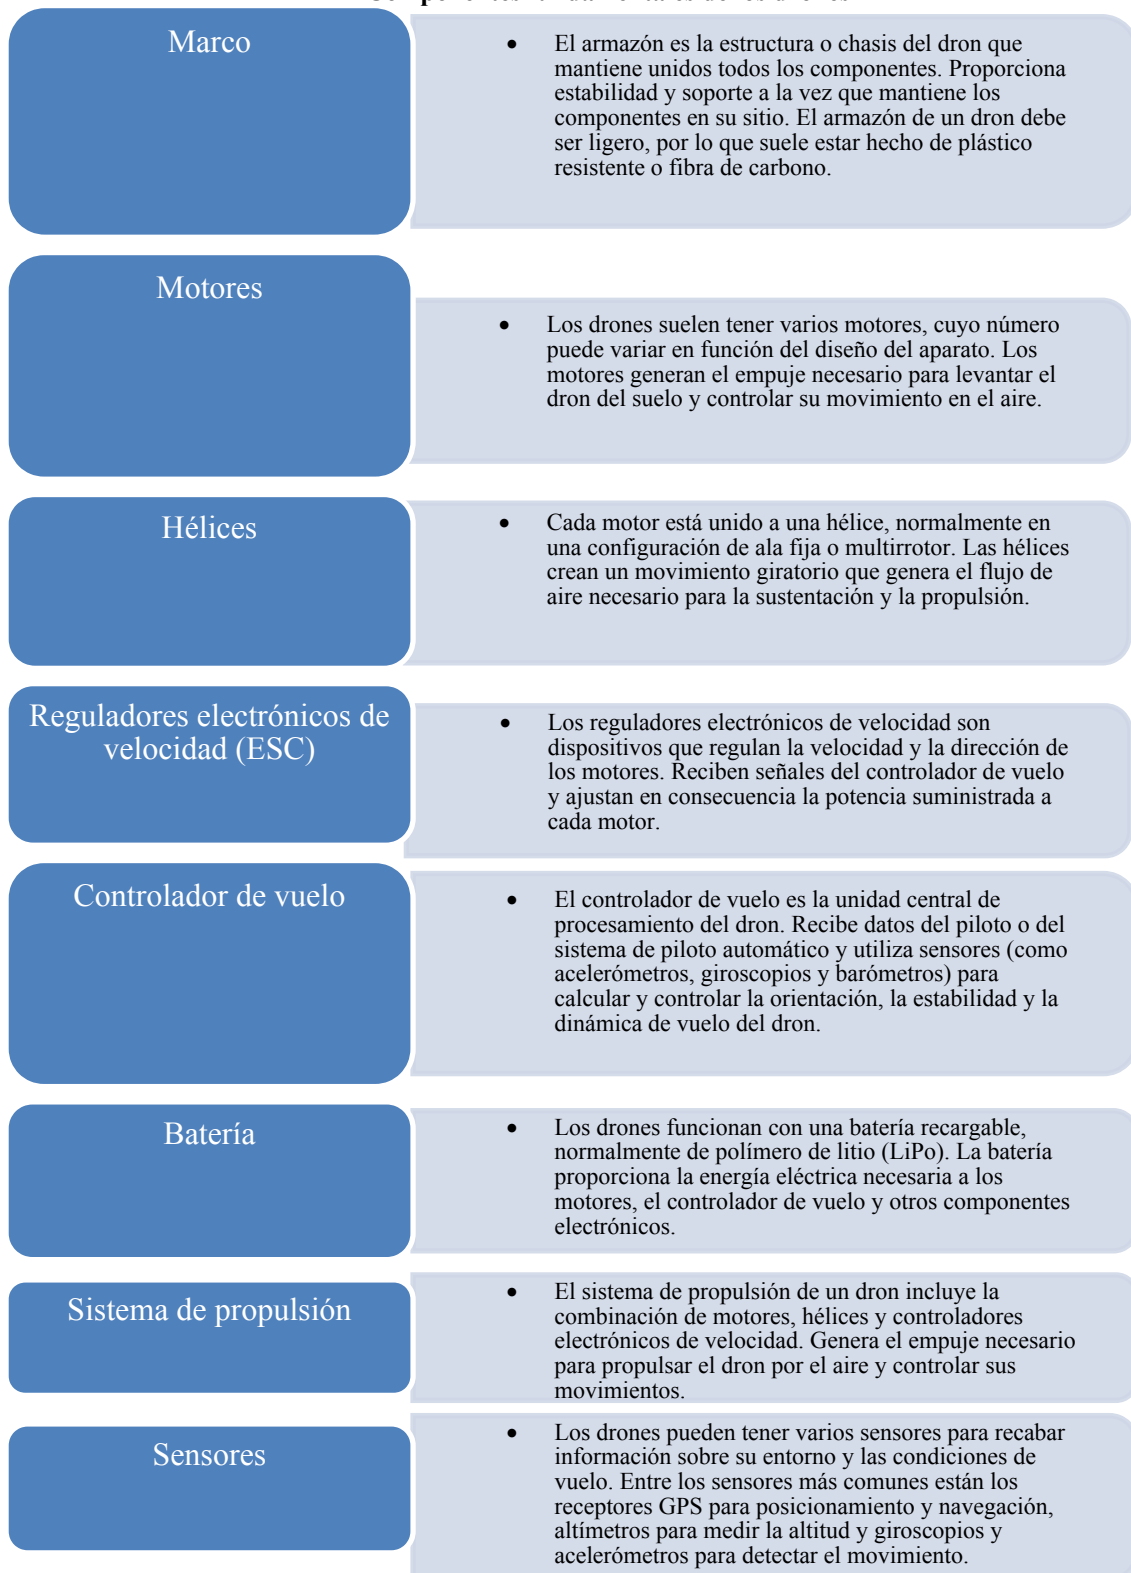 Componentes fundamentales de los drones
Marco
• El armazón es la estructura o chasis del dron que
mantiene unidos todos los componentes. Proporciona
estabilidad y soporte a la vez que mantiene los
componentes en su sitio. El armazón de un dron debe
ser ligero, por lo que suele estar hecho de plástico
resistente o fibra de carbono.
Motores
• Los drones suelen tener varios motores, cuyo número
puede variar en función del diseño del aparato. Los
motores generan el empuje necesario para levantar el
dron del suelo y controlar su movimiento en el aire.
Hélices
• Cada motor está unido a una hélice, normalmente en
una configuración de ala fija o multirrotor. Las hélices
crean un movimiento giratorio que genera el flujo de
aire necesario para la sustentación y la propulsión.
Reguladores electrónicos de
velocidad (ESC)
• Los reguladores electrónicos de velocidad son
dispositivos que regulan la velocidad y la dirección de
los motores. Reciben señales del controlador de vuelo
y ajustan en consecuencia la potencia suministrada a
cada motor.
Controlador de vuelo
• El controlador de vuelo es la unidad central de
procesamiento del dron. Recibe datos del piloto o del
sistema de piloto automático y utiliza sensores (como
acelerómetros, giroscopios y barómetros) para
calcular y controlar la orientación, la estabilidad y la
dinámica de vuelo del dron.
Batería
• Los drones funcionan con una batería recargable,
normalmente de polímero de litio (LiPo). La batería
proporciona la energía eléctrica necesaria a los
motores, el controlador de vuelo y otros componentes
electrónicos.
Sistema de propulsión
• El sistema de propulsión de un dron incluye la
combinación de motores, hélices y controladores
electrónicos de velocidad. Genera el empuje necesario
para propulsar el dron por el aire y controlar sus
movimientos.
Sensores
• Los drones pueden tener varios sensores para recabar
información sobre su entorno y las condiciones de
vuelo. Entre los sensores más comunes están los
receptores GPS para posicionamiento y navegación,
altímetros para medir la altitud y giroscopios y
acelerómetros para detectar el movimiento.